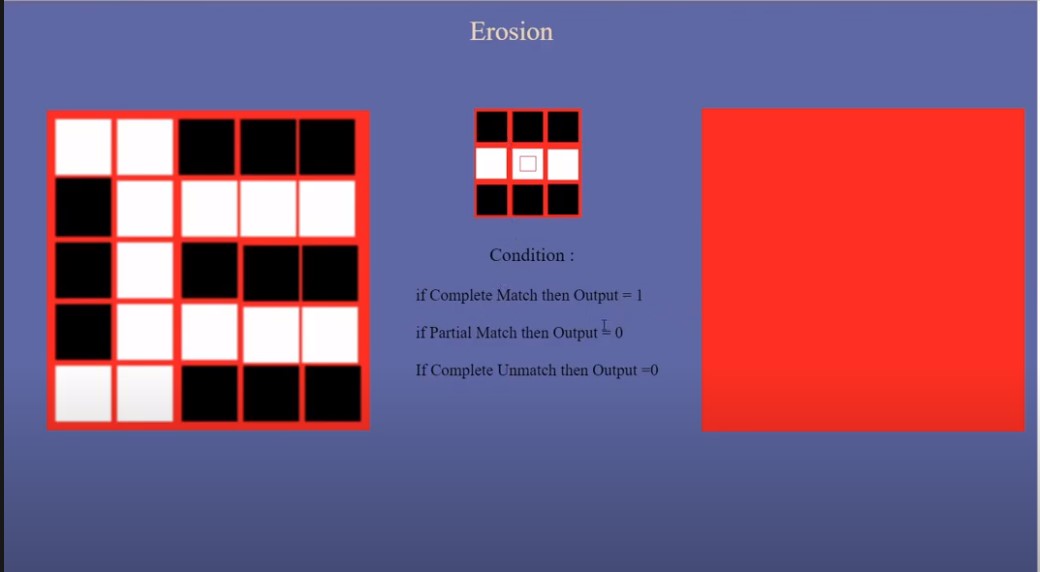 Erosion
Condition :
if Complete Match then Output = 1
if Partial Match then Output = 0
If Complete Unmatch then Output =0